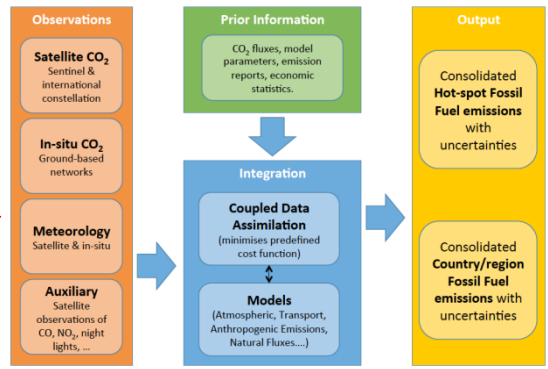 Observations
Satellite CO₂
Sentinel &
international
constellation
In-situ CO₂
Ground-based
networks
Meteorology
Satellite & in-situ
Auxiliary
Satellite
observations of
CO, NO₂, night
lights, ...
Prior Information
CO₂ fluxes, model
parameters, emission
reports, economic
statistics.
Integration
Coupled Data
Assimilation
(minimises predefined
cost function)
Models
(Atmospheric, Transport,
Anthropogenic Emissions,
Natural Fluxes....)
Output
Consolidated
Hot-spot Fossil
Fuel emissions
with
uncertainties
Consolidated
Country/region
Fossil Fuel
emissions with
uncertainties